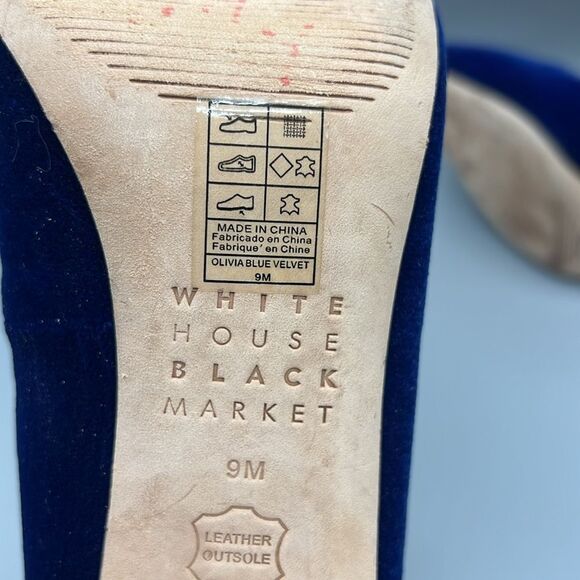 MADE IN CHINA
Fabricado en China
Fabrique' en Chine
OLIVIA BLUE VELVET
9M
WHITE
HOUSE
BLACK
MARKET
9M
LEATHER
OUTSOLE